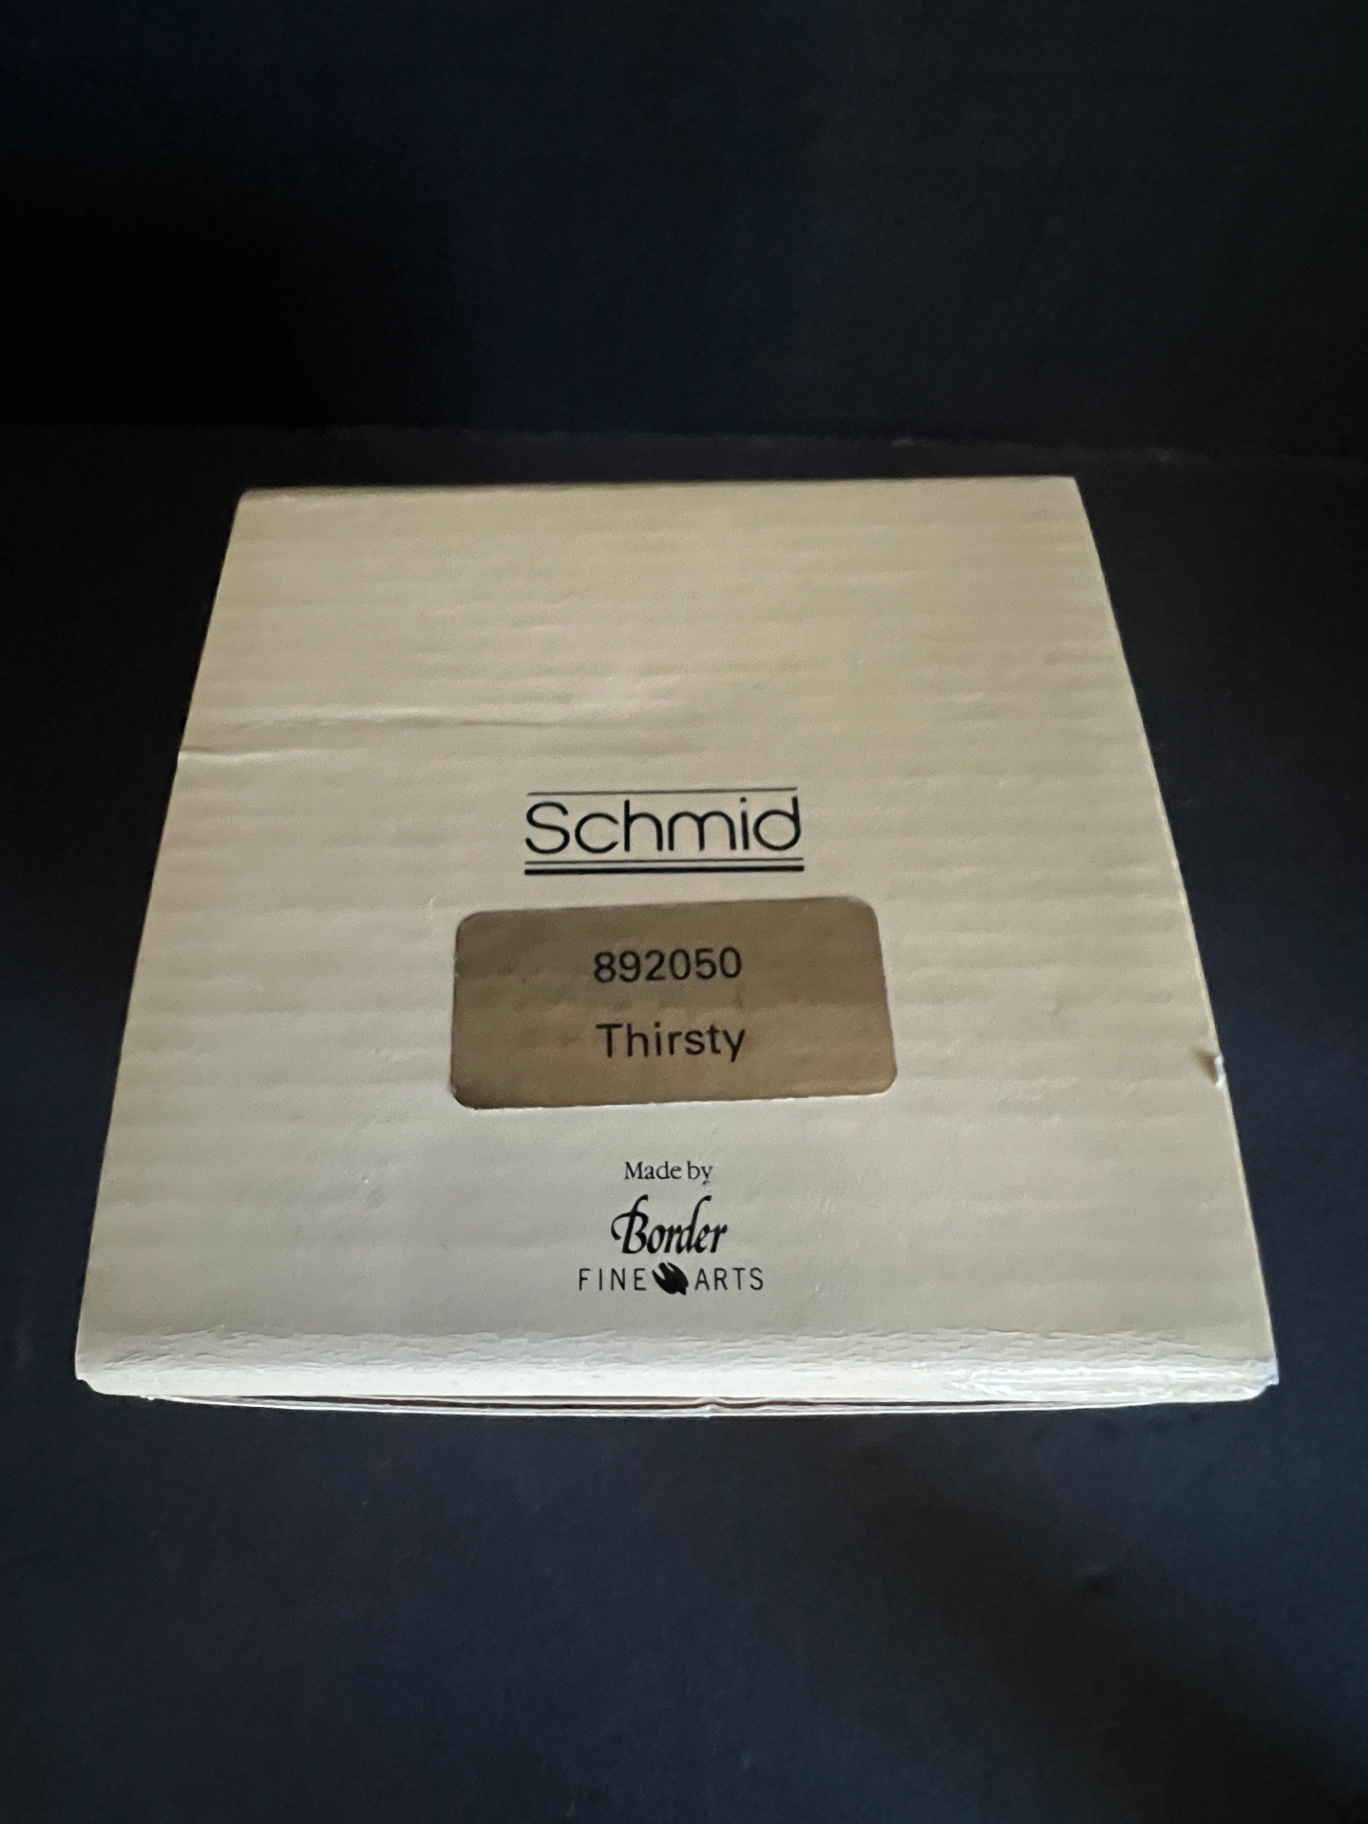 Schmid
892050
Thirsty
Made by
Border
FINE ARTS